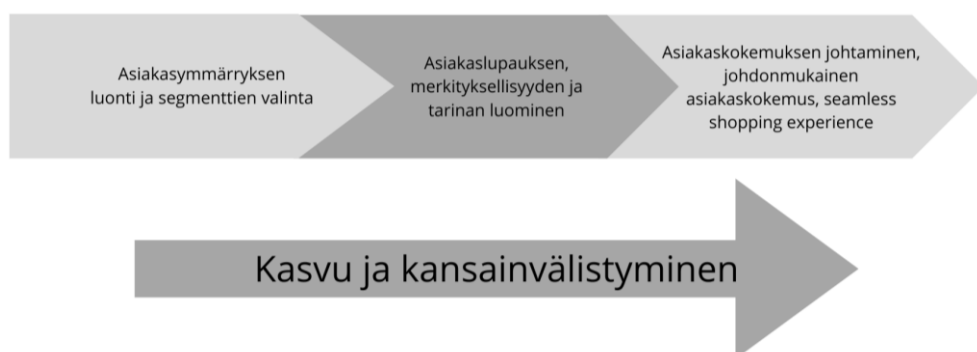 Asiakasymmärryksen
luonti ja segmenttien valinta
Asiakaslupauksen,
merkityksellisyyden ja
tarinan luominen
Asiakaskokemuksen johtaminen,
johdonmukainen
asiakaskokemus, seamless
shopping experience
Kasvu ja kansainvälistyminen